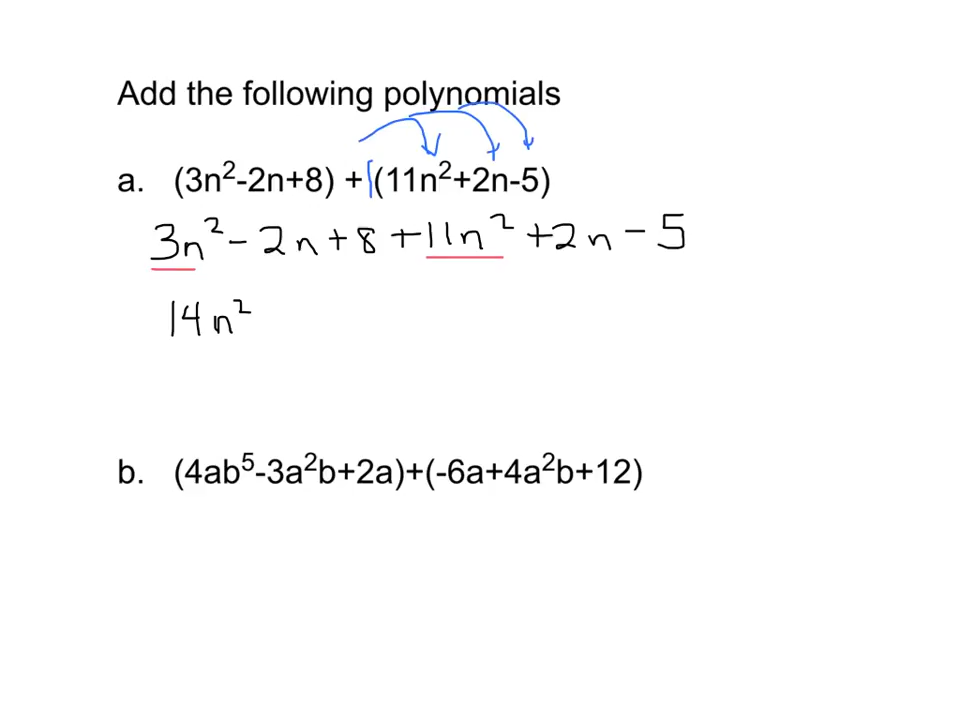 Add the following polynomials
a. (3n²-2n+8) + 1(11n²+2n-5)
3n² - 2n + 8 + 11n² + 2n - 5
14n²
b. (4ab⁵-3a²b+2a)+(-6a+4a²b+12)